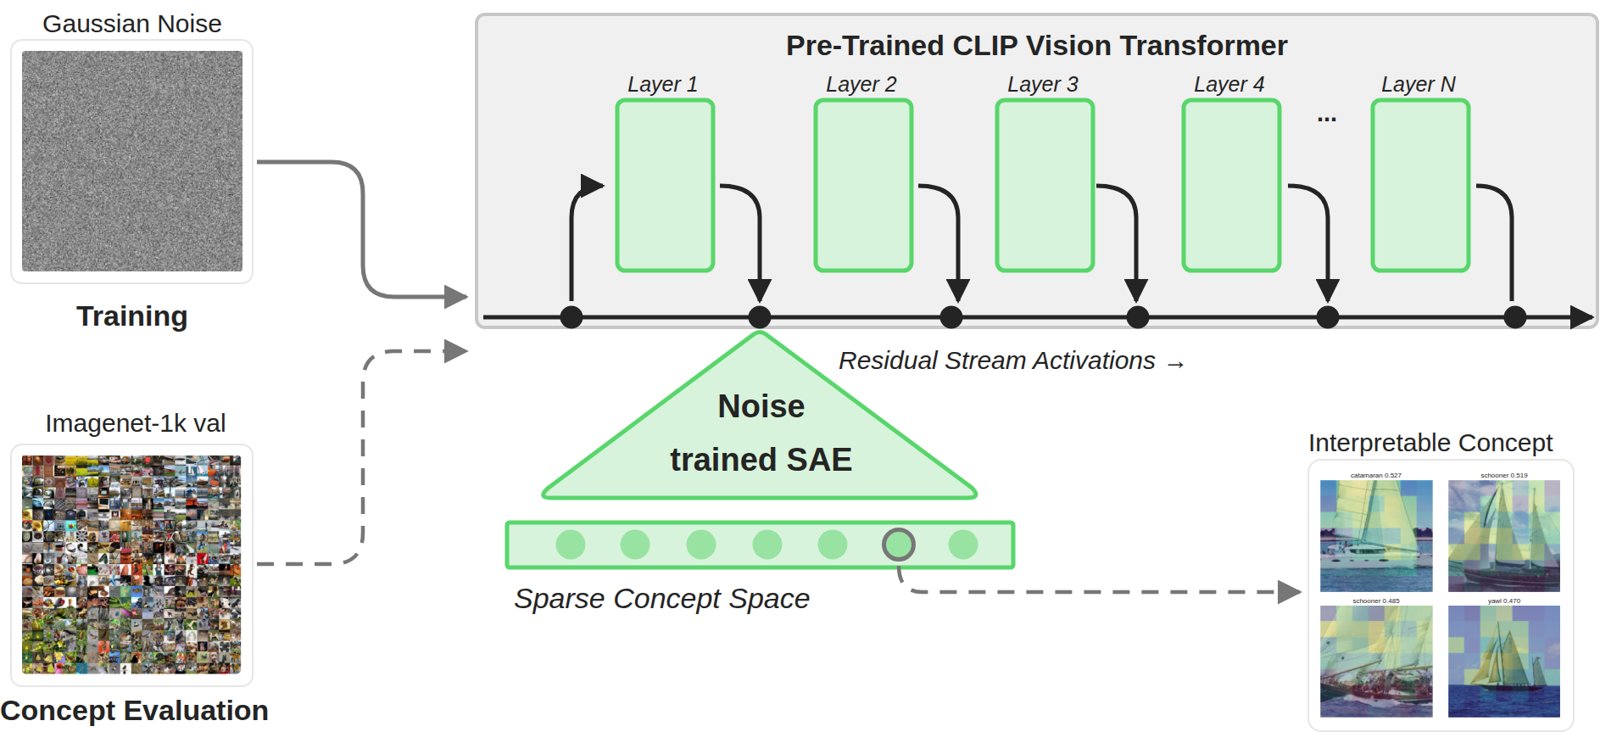 Gaussian Noise
Training
Imagenet-1k val
Concept Evaluation
Pre-Trained CLIP Vision Transformer
Layer 1
Layer 2
Layer 3
Layer 4
...
Layer N
Residual Stream Activations →
Noise
trained SAE
Sparse Concept Space
Interpretable Concept
catamaran 0.527
schooner 0.519
schooner 0.485
yawl 0.470